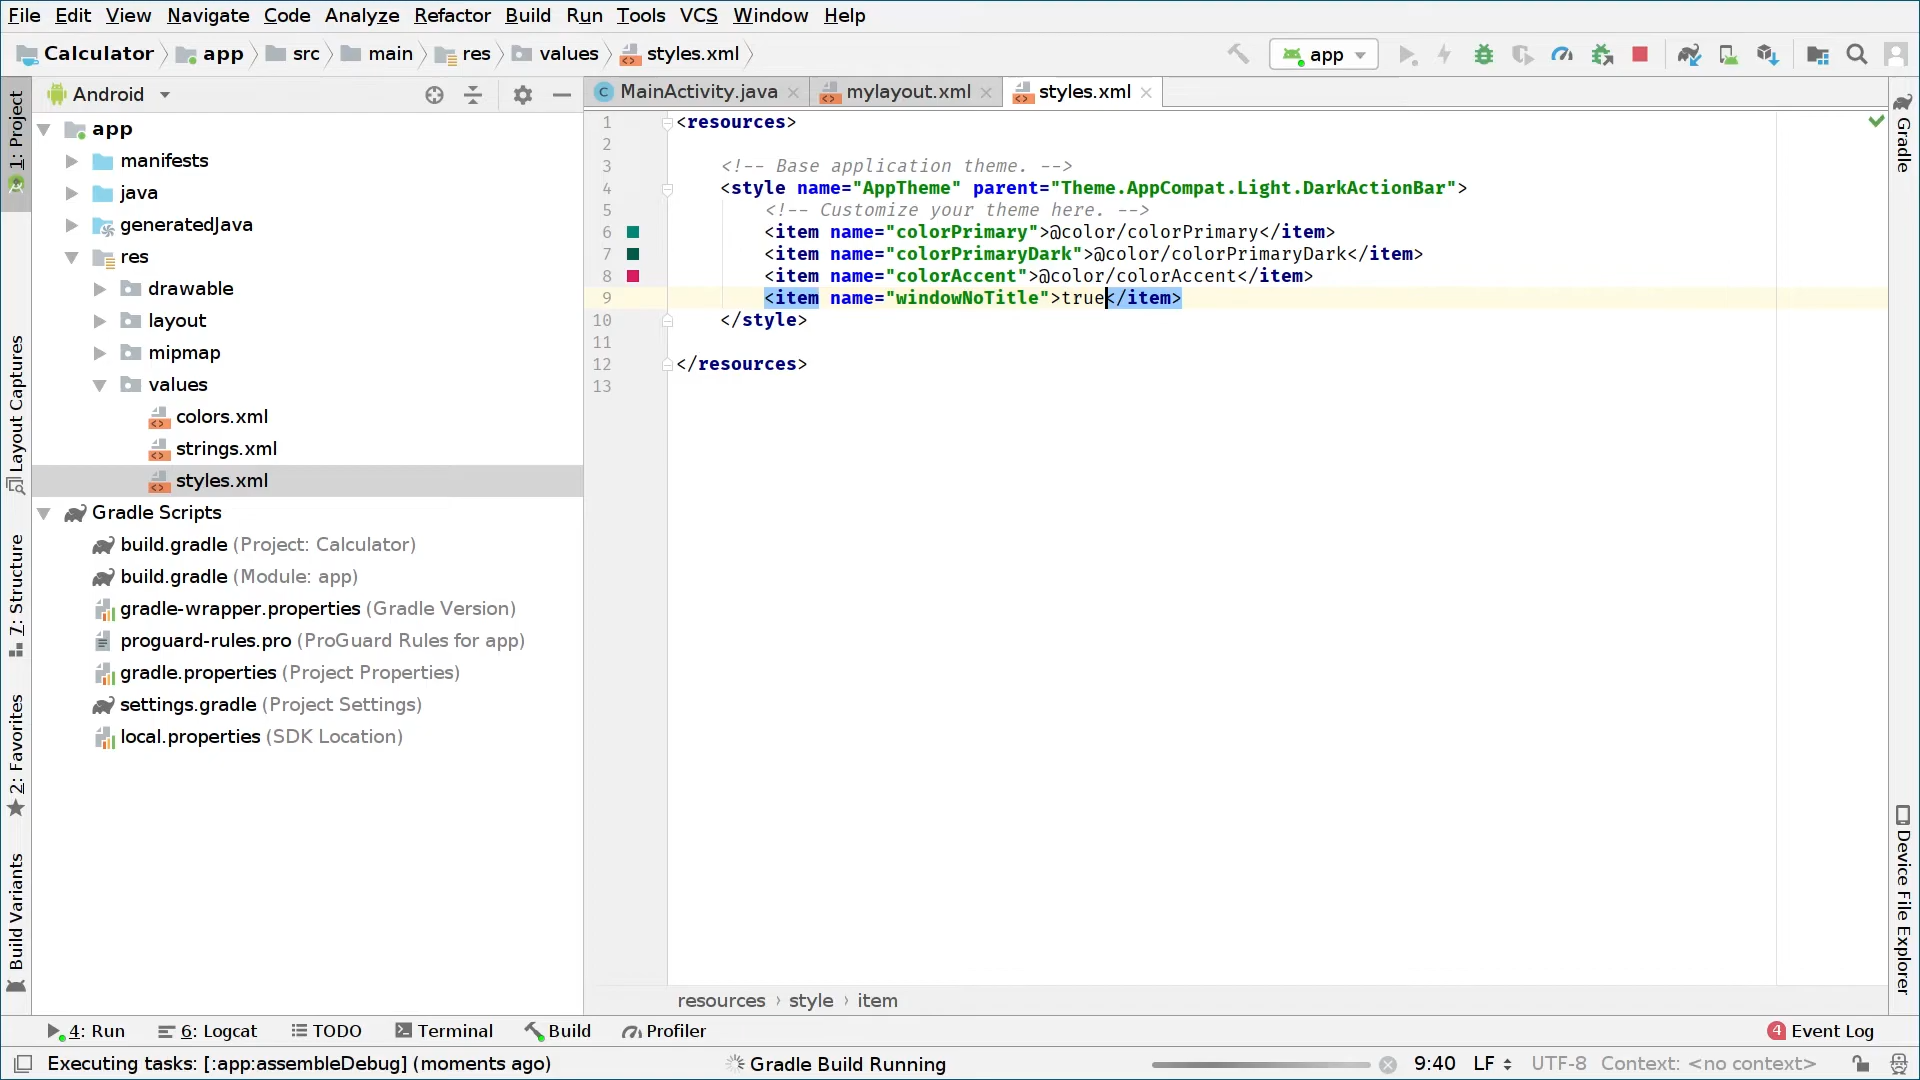 File Edit View Navigate Code Analyze Refactor Build Run Tools VCS Window Help
Calculator app src main res values styles.xml
app
1: Project
Layout Captures
7: Structure
2: Favorites
Build Variants
Android
app
manifests
java
generatedJava
res
drawable
layout
mipmap
values
colors.xml
strings.xml
styles.xml
Gradle Scripts
build.gradle (Project: Calculator)
build.gradle (Module: app)
gradle-wrapper.properties (Gradle Version)
proguard-rules.pro (ProGuard Rules for app)
gradle.properties (Project Properties)
settings.gradle (Project Settings)
local.properties (SDK Location)
MainActivity.java mylayout.xml styles.xml
1 <resources>
2
3 <!-- Base application theme. -->
4 <style name="AppTheme" parent="Theme.AppCompat.Light.DarkActionBar">
5 <!-- Customize your theme here. -->
6 <item name="colorPrimary">@color/colorPrimary</item>
7 <item name="colorPrimaryDark">@color/colorPrimaryDark</item>
8 <item name="colorAccent">@color/colorAccent</item>
9 <item name="windowNoTitle">true</item>
10 </style>
11
12 </resources>
13
resources › style › item
Gradle
Device File Explorer
4: Run 6: Logcat TODO Terminal Build Profiler 4 Event Log
Executing tasks: [:app:assembleDebug] (moments ago) Gradle Build Running 9:40 LF UTF-8 Context: <no context>